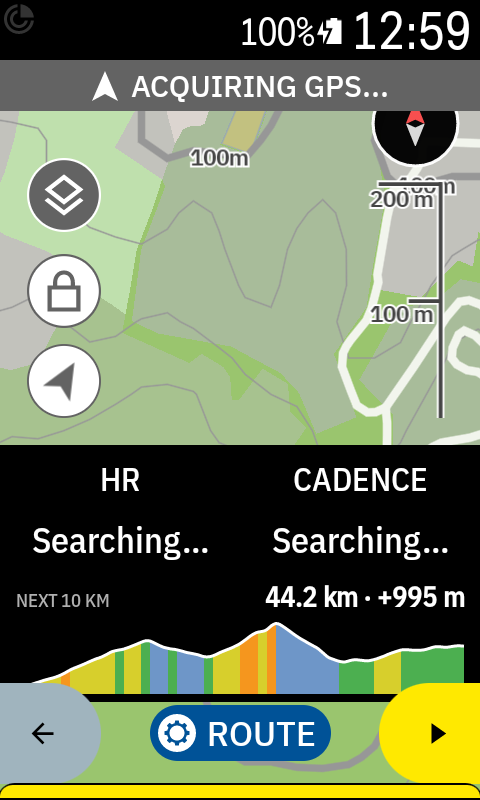 100% 12:59
ACQUIRING GPS...
100m
200 m
100 m
HR CADENCE
Searching... Searching...
NEXT 10 KM 44.2 km · +995 m
ROUTE